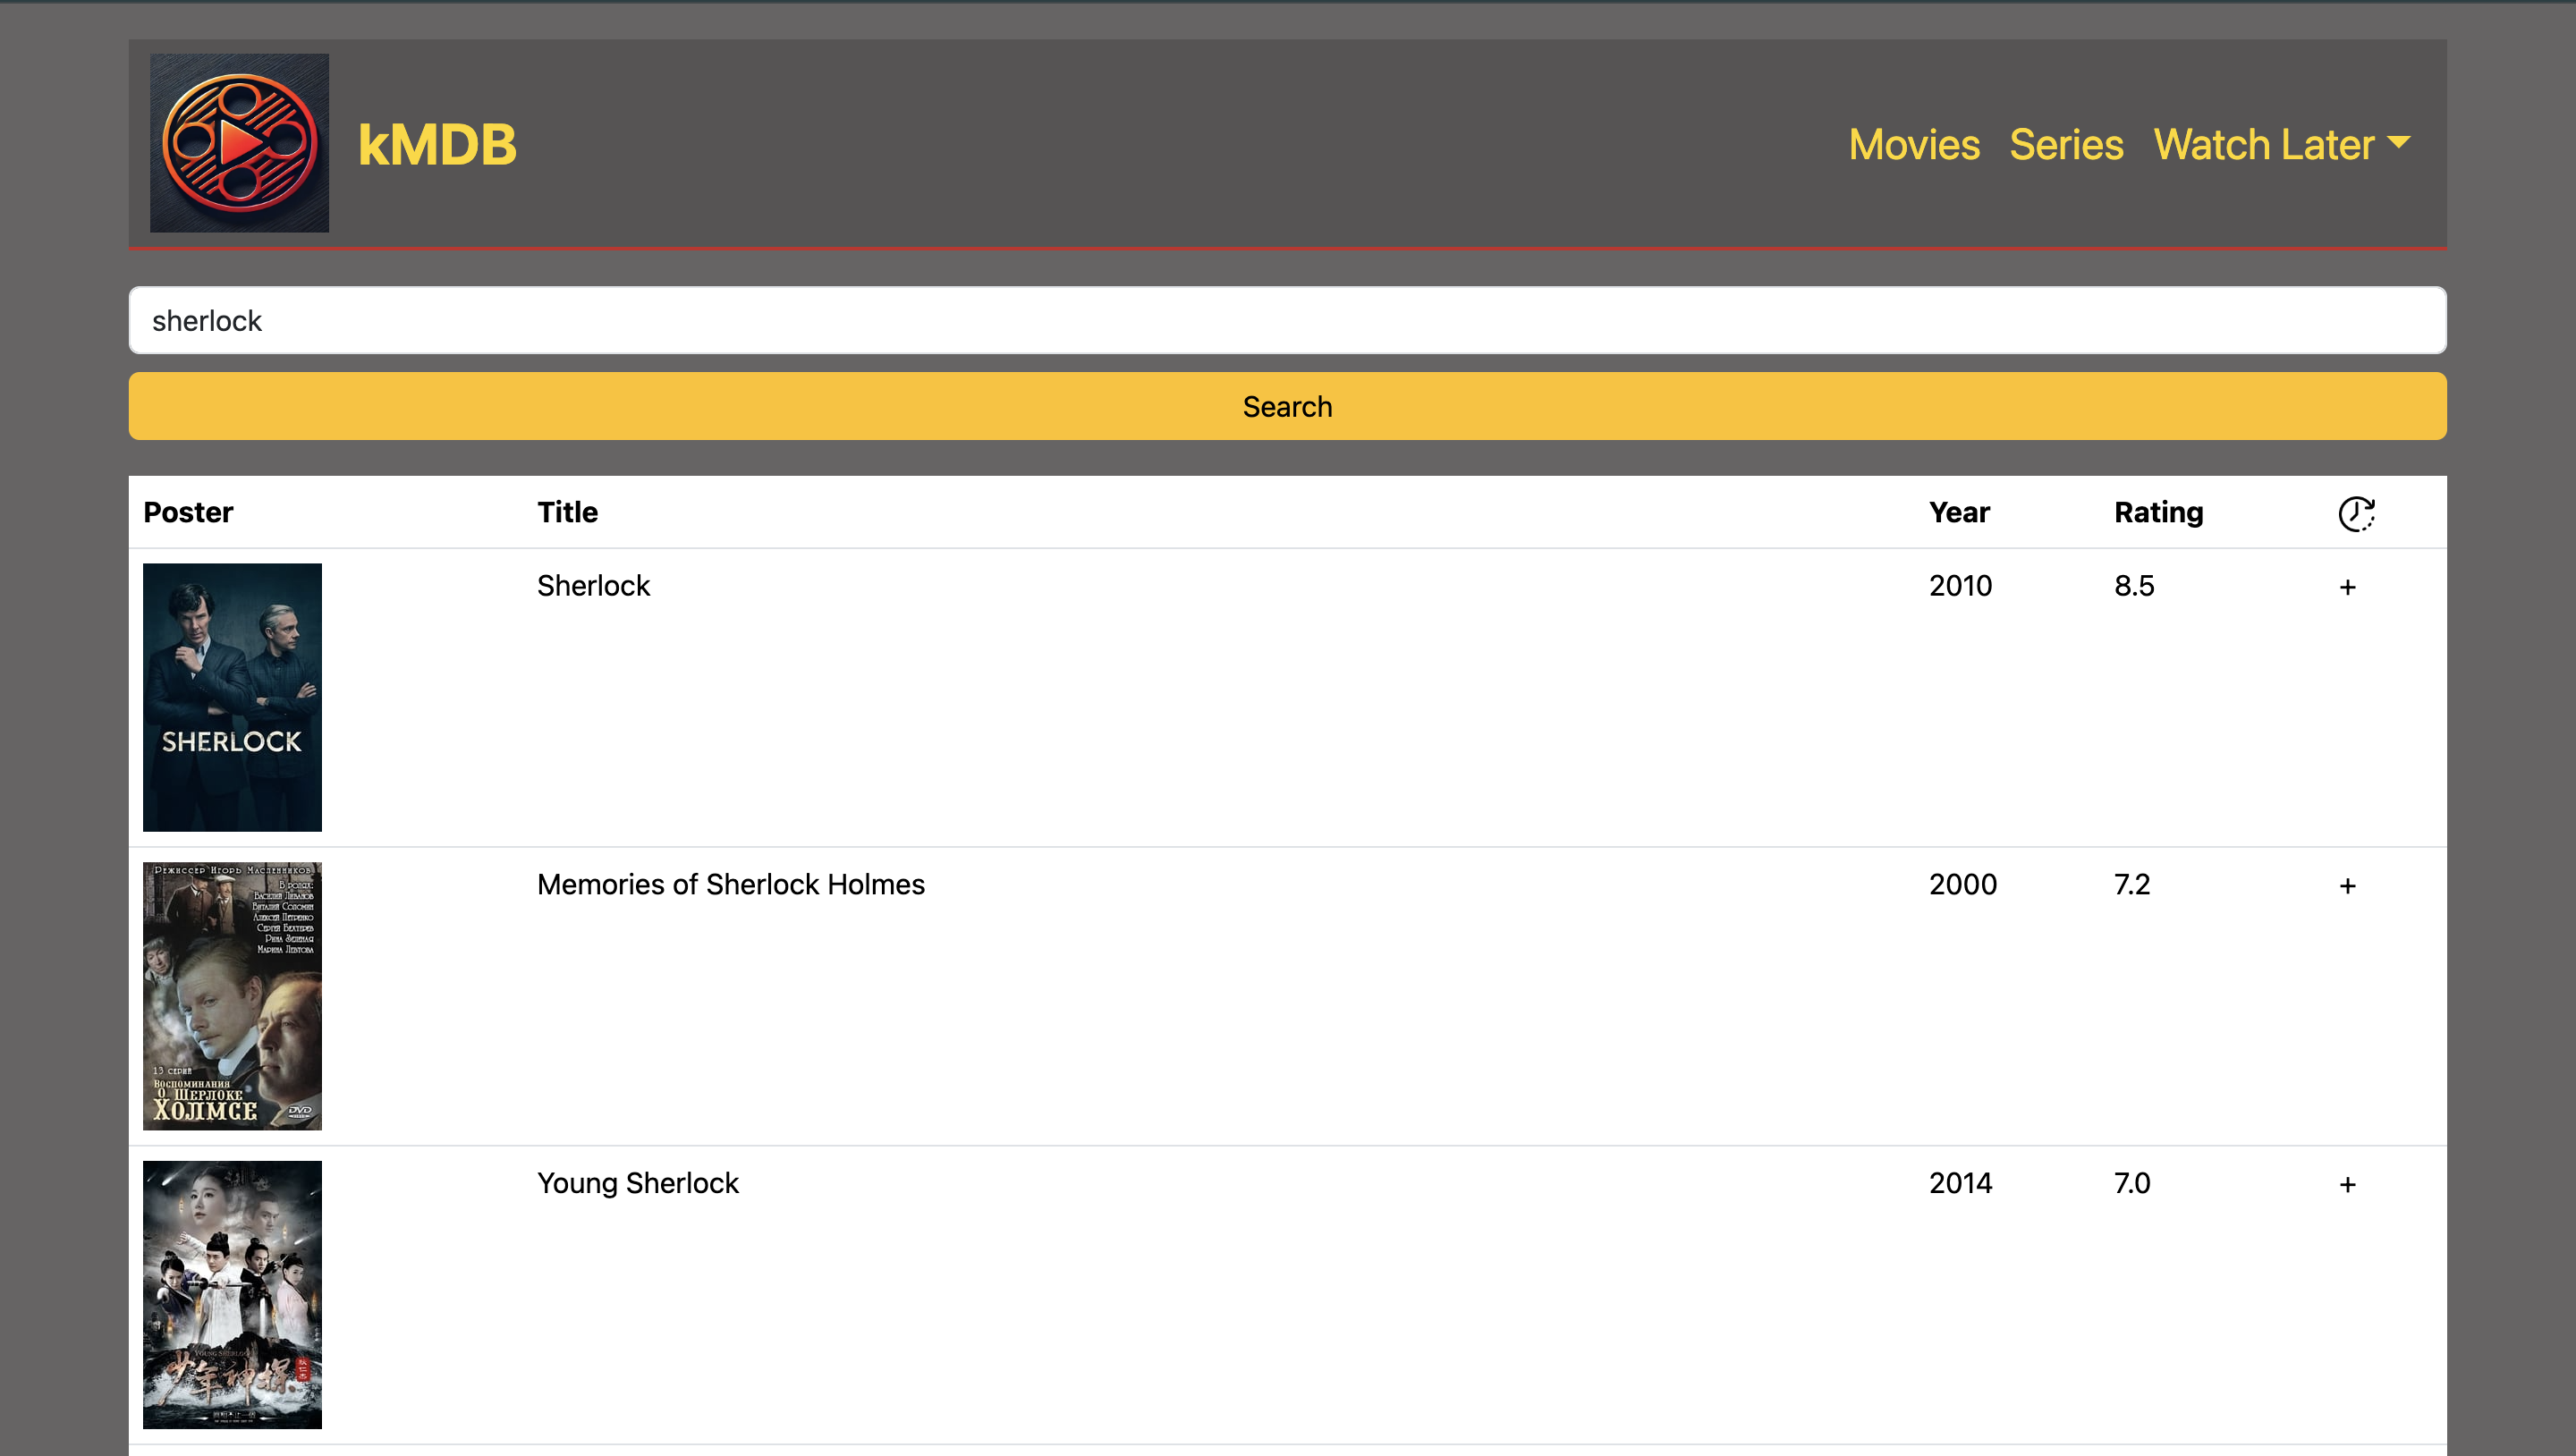 kMDB
Movies Series Watch Later
sherlock
Search
Poster Title Year Rating
Sherlock 2010 8.5 +
SHERLOCK
Memories of Sherlock Holmes 2000 7.2 +
Режиссер Игорь Масленников
В ролях:
Василий Ливанов
Виталий Соломин
Алексей Петренко
Сергей Бехтерев
Рина Зеленая
Марина Левтова
13 серий
Воспоминания
о Шерлоке
Холмсе
DVD
Young Sherlock 2014 7.0 +
Young Sherlock
少年神探